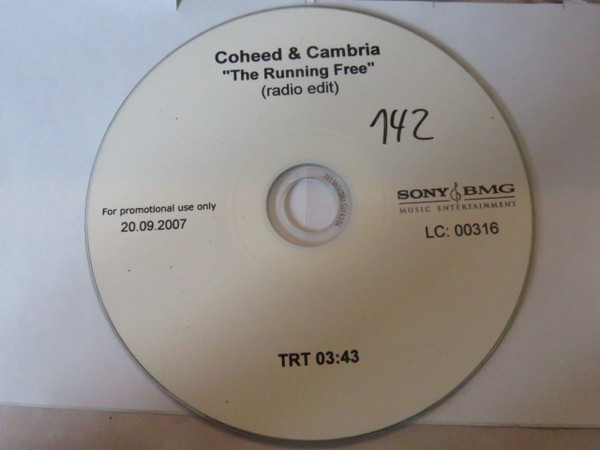 Coheed & Cambria
"The Running Free"
(radio edit)
142
SONY BMG
MUSIC ENTERTAINMENT
For promotional use only
20.09.2007
LC: 00316
TRT 03:43